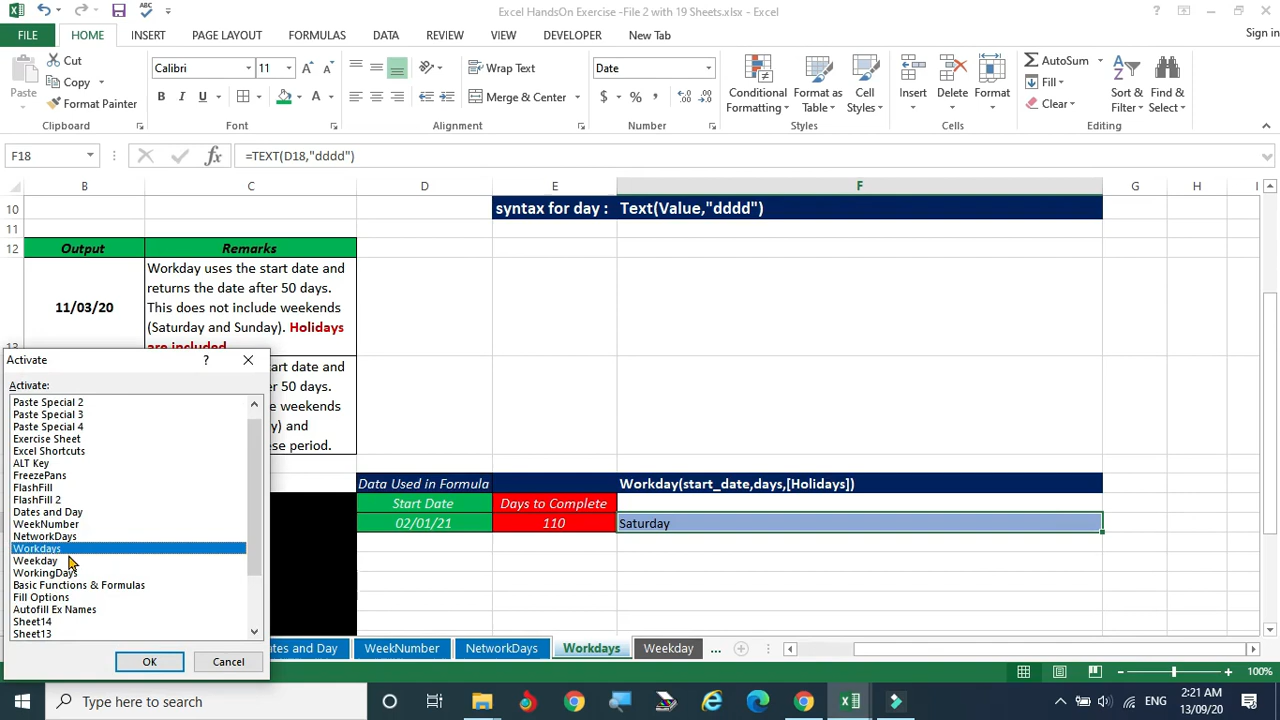 Excel HandsOn Exercise -File 2 with 19 Sheets.xlsx - Excel
FILE HOME INSERT PAGE LAYOUT FORMULAS DATA REVIEW VIEW DEVELOPER New Tab Sign in
Paste
Cut
Copy
Format Painter
Calibri 11
B I U A
Wrap Text
Merge & Center
Date
$ % ,
Conditional Formatting
Format as Table
Cell Styles
Insert
Delete
Format
AutoSum
Fill
Clear
Sort & Filter
Find & Select
Clipboard Font Alignment Number Styles Cells Editing
F18 fx =TEXT(D18,"dddd")
B C D E F G H I
10 syntax for day : Text(Value,"dddd")
11
12 Output Remarks
Workday uses the start date and
returns the date after 50 days.
11/03/20 This does not include weekends
(Saturday and Sunday). Holidays
are included
13
art date and
er 50 days.
e weekends
y) and
ese period.
Data Used in Formula Workday(start_date,days,[Holidays])
Start Date Days to Complete
02/01/21 110 Saturday
Activate ?
Activate:
Paste Special 2
Paste Special 3
Paste Special 4
Exercise Sheet
Excel Shortcuts
ALT Key
FreezePans
FlashFill
FlashFill 2
Dates and Day
WeekNumber
NetworkDays
Workdays
Weekday
WorkingDays
Basic Functions & Formulas
Fill Options
Autofill Ex Names
Sheet14
Sheet13
OK Cancel
ates and Day WeekNumber NetworkDays Workdays Weekday ...
100%
Type here to search
ENG
2:21 AM
13/09/20